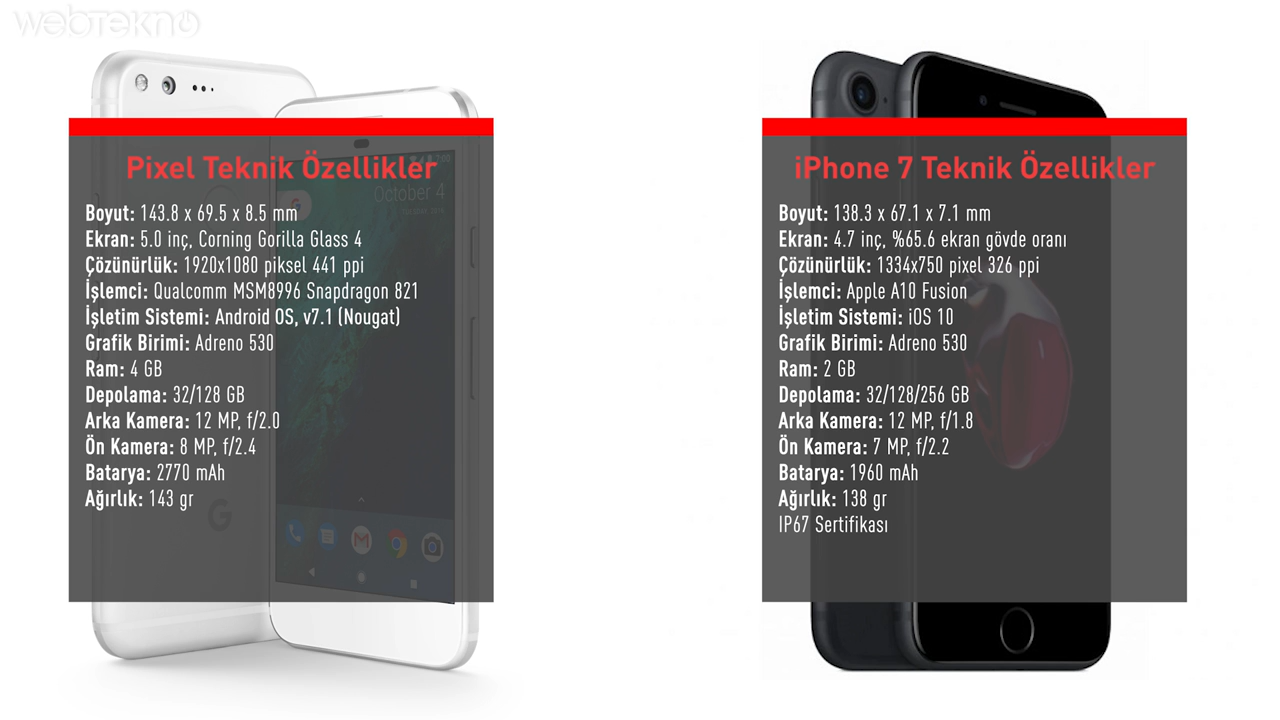 webtekno
Pixel Teknik Özellikler
Boyut: 143.8 x 69.5 x 8.5 mm
Ekran: 5.0 inç, Corning Gorilla Glass 4
Çözünürlük: 1920x1080 piksel 441 ppi
İşlemci: Qualcomm MSM8996 Snapdragon 821
İşletim Sistemi: Android OS, v7.1 (Nougat)
Grafik Birimi: Adreno 530
Ram: 4 GB
Depolama: 32/128 GB
Arka Kamera: 12 MP, f/2.0
Ön Kamera: 8 MP, f/2.4
Batarya: 2770 mAh
Ağırlık: 143 gr
October 4
G
iPhone 7 Teknik Özellikler
Boyut: 138.3 x 67.1 x 7.1 mm
Ekran: 4.7 inç, %65.6 ekran gövde oranı
Çözünürlük: 1334x750 pixel 326 ppi
İşlemci: Apple A10 Fusion
İşletim Sistemi: iOS 10
Grafik Birimi: Adreno 530
Ram: 2 GB
Depolama: 32/128/256 GB
Arka Kamera: 12 MP, f/1.8
Ön Kamera: 7 MP, f/2.2
Batarya: 1960 mAh
Ağırlık: 138 gr
IP67 Sertifikası